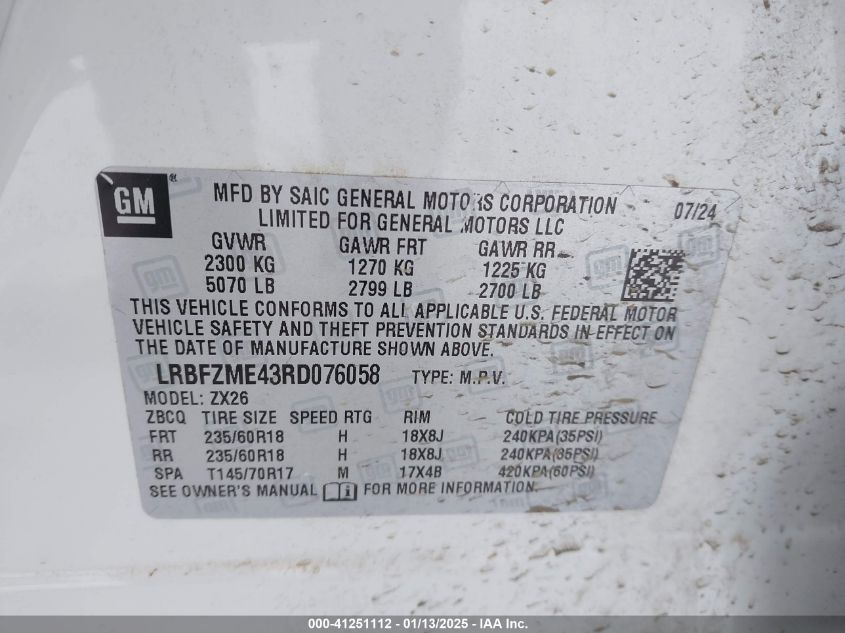 GM®
MFD BY SAIC GENERAL MOTORS CORPORATION 07/24
LIMITED FOR GENERAL MOTORS LLC
GVWR GAWR FRT GAWR RR
2300 KG 1270 KG 1225 KG
5070 LB 2799 LB 2700 LB
THIS VEHICLE CONFORMS TO ALL APPLICABLE U.S. FEDERAL MOTOR
VEHICLE SAFETY AND THEFT PREVENTION STANDARDS IN EFFECT ON
THE DATE OF MANUFACTURE SHOWN ABOVE.
LRBFZME43RD076058 TYPE: M.P.V.
MODEL: ZX26
ZBCQ TIRE SIZE SPEED RTG RIM COLD TIRE PRESSURE
FRT 235/60R18 H 18X8J 240KPA(35PSI)
RR 235/60R18 H 18X8J 240KPA(35PSI)
SPA T145/70R17 M 17X4B 420KPA(60PSI)
SEE OWNER'S MANUAL FOR MORE INFORMATION.
000-41251112 - 01/13/2025 - IAA Inc.